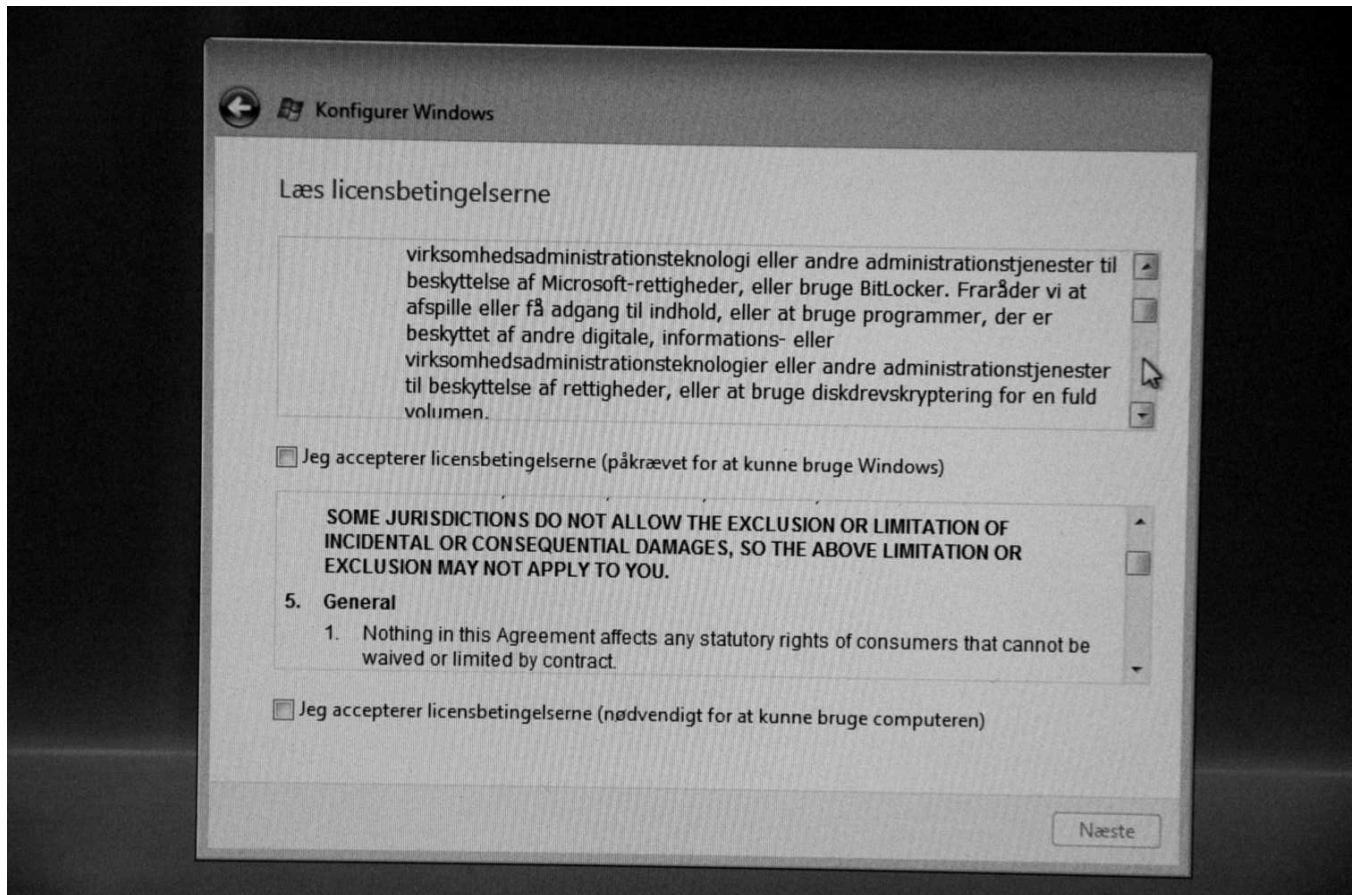 Konfigurer Windows
Læs licensbetingelserne
virksomhedsadministrationsteknologi eller andre administrationstjenester til
beskyttelse af Microsoft-rettigheder, eller bruge BitLocker. Fraråder vi at
afspille eller få adgang til indhold, eller at bruge programmer, der er
beskyttet af andre digitale, informations- eller
virksomhedsadministrationsteknologier eller andre administrationstjenester
til beskyttelse af rettigheder, eller at bruge diskdrevskryptering for en fuld
volumen.
Jeg accepterer licensbetingelserne (påkrævet for at kunne bruge Windows)
SOME JURISDICTIONS DO NOT ALLOW THE EXCLUSION OR LIMITATION OF
INCIDENTAL OR CONSEQUENTIAL DAMAGES, SO THE ABOVE LIMITATION OR
EXCLUSION MAY NOT APPLY TO YOU.
5. General
1. Nothing in this Agreement affects any statutory rights of consumers that cannot be
waived or limited by contract.
Jeg accepterer licensbetingelserne (nødvendigt for at kunne bruge computeren)
Næste